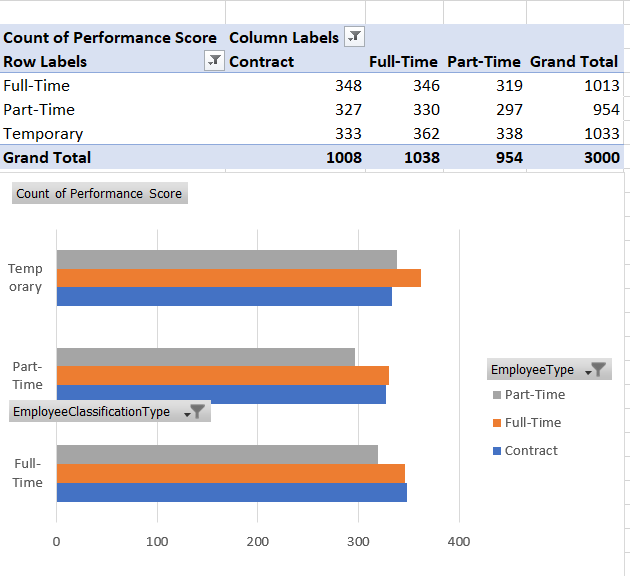 Count of Performance Score Column Labels
Row Labels Contract Full-Time Part-Time Grand Total
Full-Time 348 346 319 1013
Part-Time 327 330 297 954
Temporary 333 362 338 1033
Grand Total 1008 1038 954 3000
Count of Performance Score
Temp
orary
Part-
Time
EmployeeClassificationType
Full-
Time
0 100 200 300 400
EmployeeType
Part-Time
Full-Time
Contract